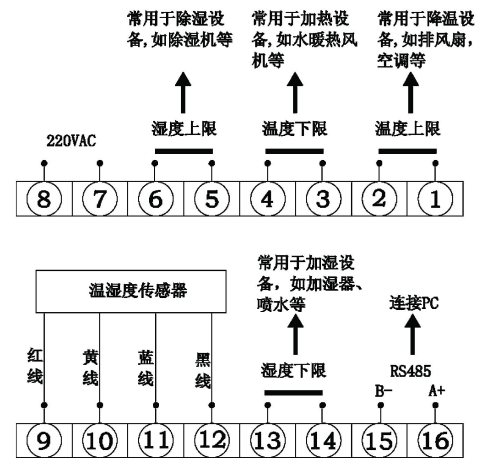 常用于除湿设
备,如除湿机等
常用于加热设
备,如水暖热风
机等
常用于降温设
备,如排风扇,
空调等
220VAC
湿度上限
温度下限
温度上限
8 7 6 5 4 3 2 1
温湿度传感器
常用于加湿设
备，如加湿器、
喷水等
连接PC
红线
黄线
蓝线
黑线
湿度下限
RS485
B- A+
9 10 11 12 13 14 15 16